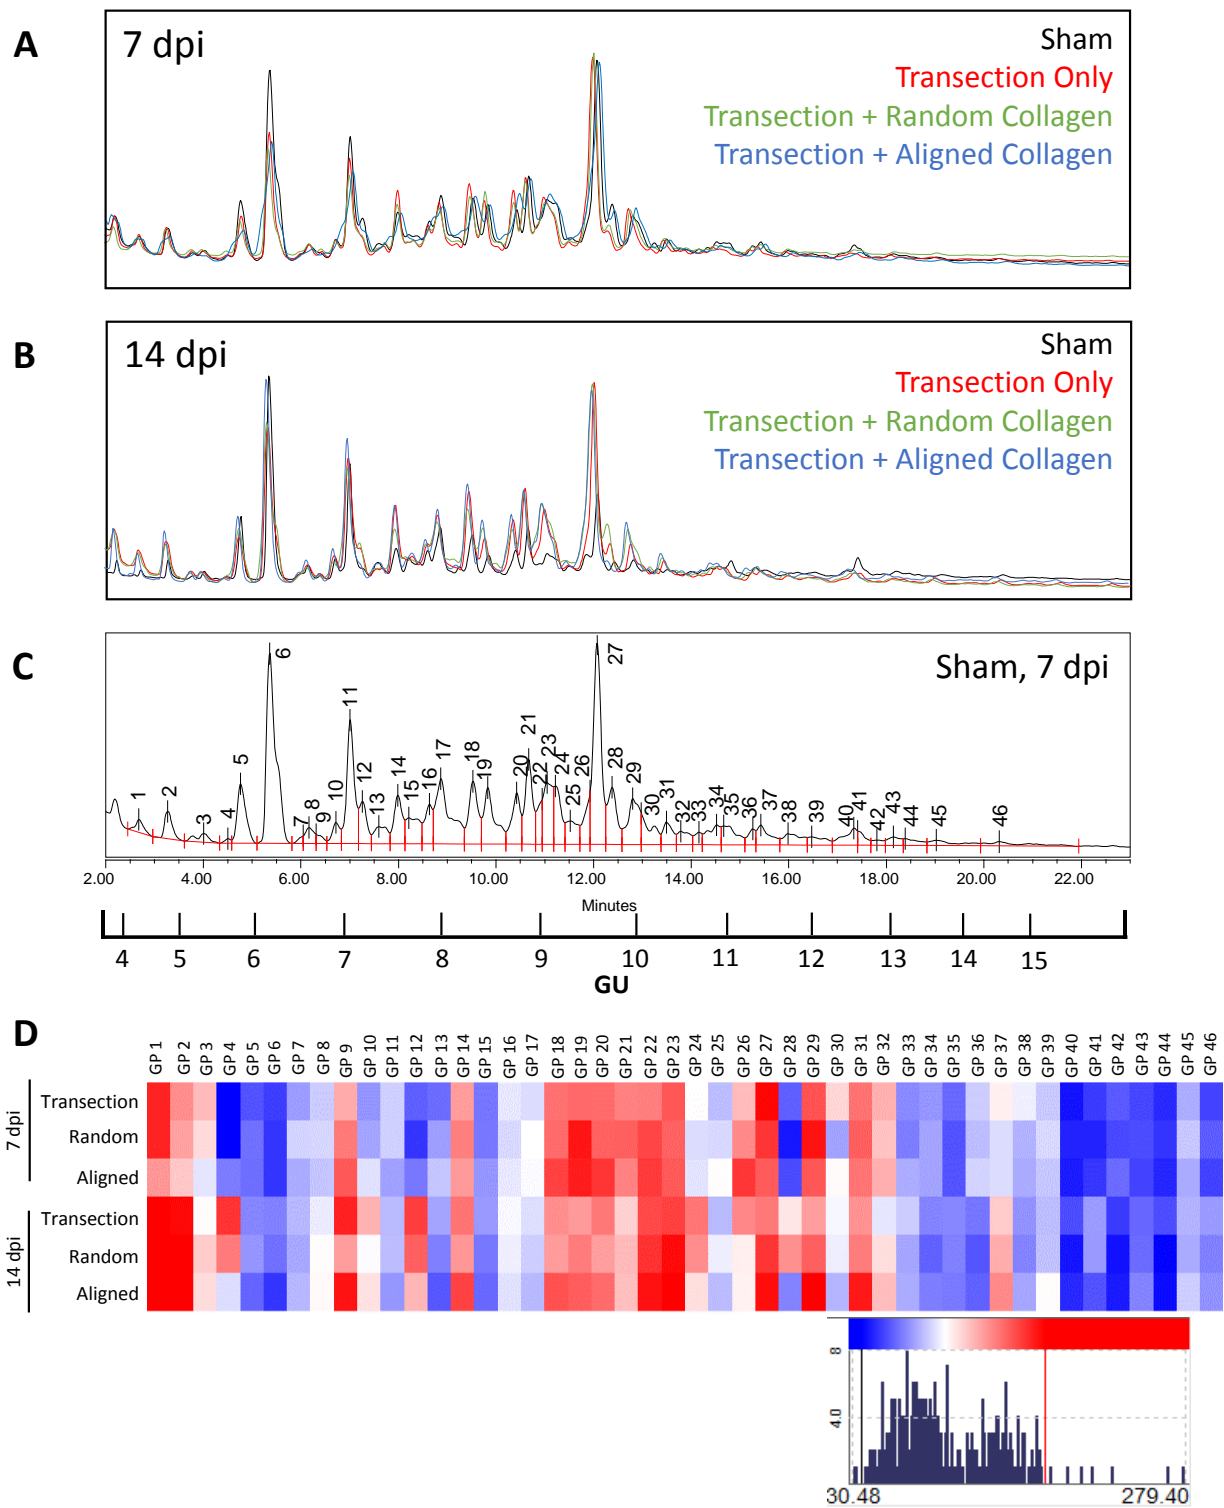 A
7 dpi
Sham
Transection Only
Transection + Random Collagen
Transection + Aligned Collagen
B
14 dpi
Sham
Transection Only
Transection + Random Collagen
Transection + Aligned Collagen
C
Sham, 7 dpi
1 2 3 4 5 6 7 8 9 10 11 12 13 14 15 16 17 18 19 20 21 22 23 24 25 26 27 28 29 30 31 32 33 34 35 36 37 38 39 40 41 42 43 44 45 46
2.00 4.00 6.00 8.00 10.00 12.00 14.00 16.00 18.00 20.00 22.00
Minutes
4 5 6 7 8 9 10 11 12 13 14 15
GU
D
GP 1 GP 2 GP 3 GP 4 GP 5 GP 6 GP 7 GP 8 GP 9 GP 10 GP 11 GP 12 GP 13 GP 14 GP 15 GP 16 GP 17 GP 18 GP 19 GP 20 GP 21 GP 22 GP 23 GP 24 GP 25 GP 26 GP 27 GP 28 GP 29 GP 30 GP 31 GP 32 GP 33 GP 34 GP 35 GP 36 GP 37 GP 38 GP 39 GP 40 GP 41 GP 42 GP 43 GP 44 GP 45 GP 46
7 dpi
Transection
Random
Aligned
14 dpi
Transection
Random
Aligned
8
4.0
30.48 279.40